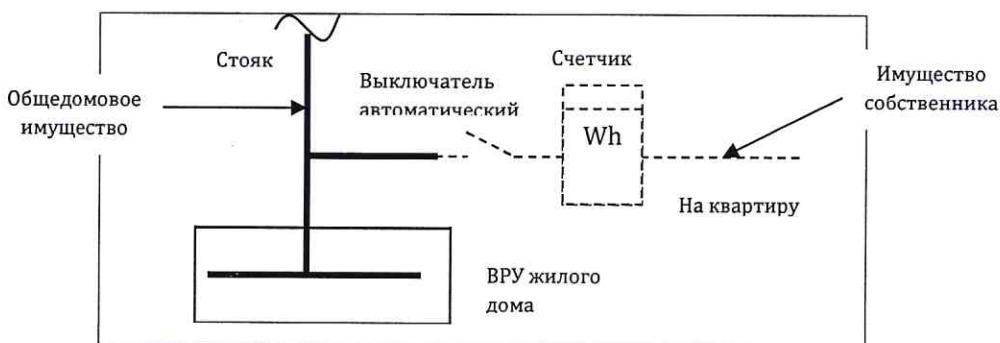 Стояк
Счетчик
Общедомовое
имущество
Выключатель
автоматический
Имущество
собственника
Wh
На квартиру
ВРУ жилого
дома